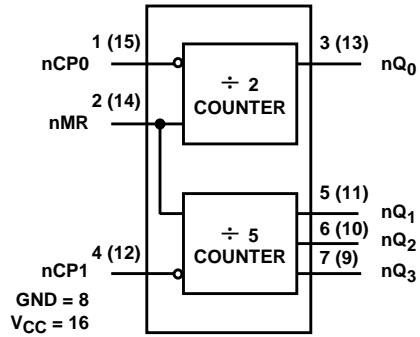 1 (15)
nCP0
÷ 2
COUNTER
3 (13)
nQ0
2 (14)
nMR
÷ 5
COUNTER
5 (11)
nQ1
6 (10)
nQ2
7 (9)
nQ3
4 (12)
nCP1
GND = 8
VCC = 16